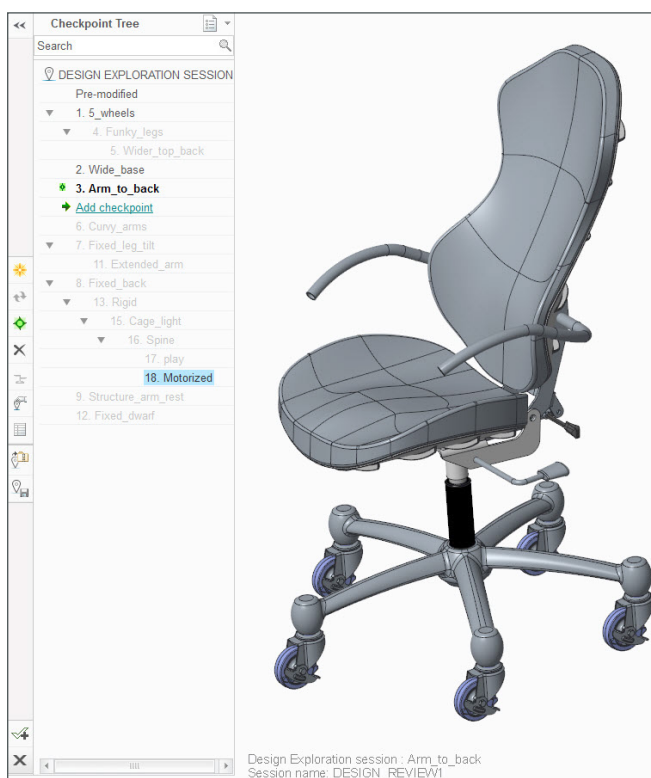 Checkpoint Tree
Search
DESIGN EXPLORATION SESSION
Pre-modified
1. 5_wheels
4. Funky_legs
5. Wider_top_back
2. Wide_base
3. Arm_to_back
Add checkpoint
6. Curvy_arms
7. Fixed_leg_tilt
11. Extended_arm
8. Fixed_back
13. Rigid
15. Cage_light
16. Spine
17. play
18. Motorized
9. Structure_arm_rest
12. Fixed_dwarf
Design Exploration session : Arm_to_back
Session name: DESIGN_REVIEW1